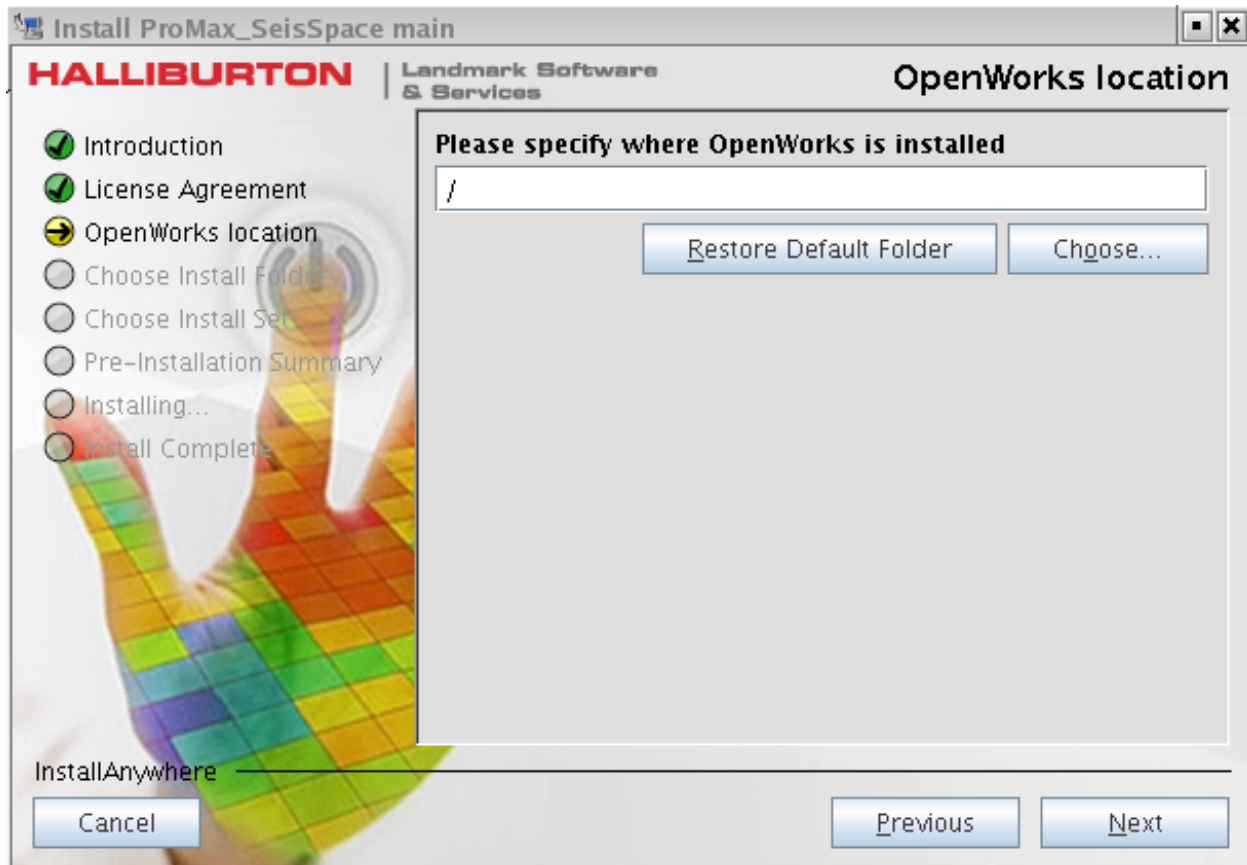 Install ProMax_SeisSpace main
HALLIBURTON
Landmark Software
& Services
OpenWorks location
Introduction
License Agreement
OpenWorks location
Choose Install Folder
Choose Install Set
Pre-Installation Summary
Installing...
Install Complete
Please specify where OpenWorks is installed
/
Restore Default Folder
Choose...
InstallAnywhere
Cancel
Previous
Next